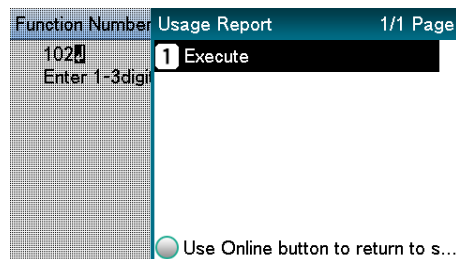 Function Number
Usage Report 1/1 Page
102
1 Execute
Enter 1-3digi
Use Online button to return to s...